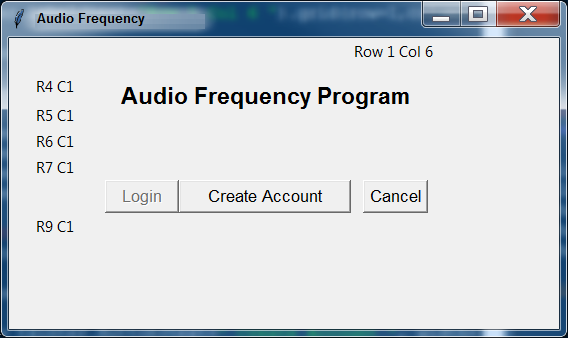 Audio Frequency
Row 1 Col 6
R4 C1
Audio Frequency Program
R5 C1
R6 C1
R7 C1
Login Create Account Cancel
R9 C1